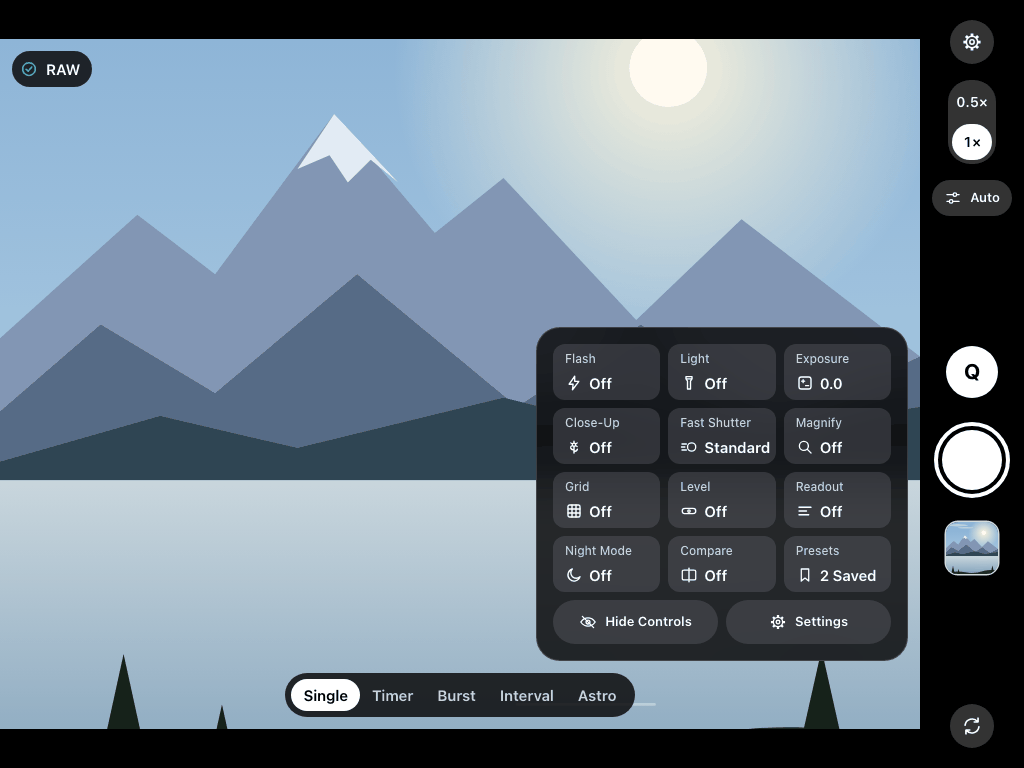 RAW
0.5×
1×
Auto
Q
Flash
Off
Light
Off
Exposure
0.0
Close-Up
Off
Fast Shutter
Standard
Magnify
Off
Grid
Off
Level
Off
Readout
Off
Night Mode
Off
Compare
Off
Presets
2 Saved
Hide Controls
Settings
Single
Timer
Burst
Interval
Astro